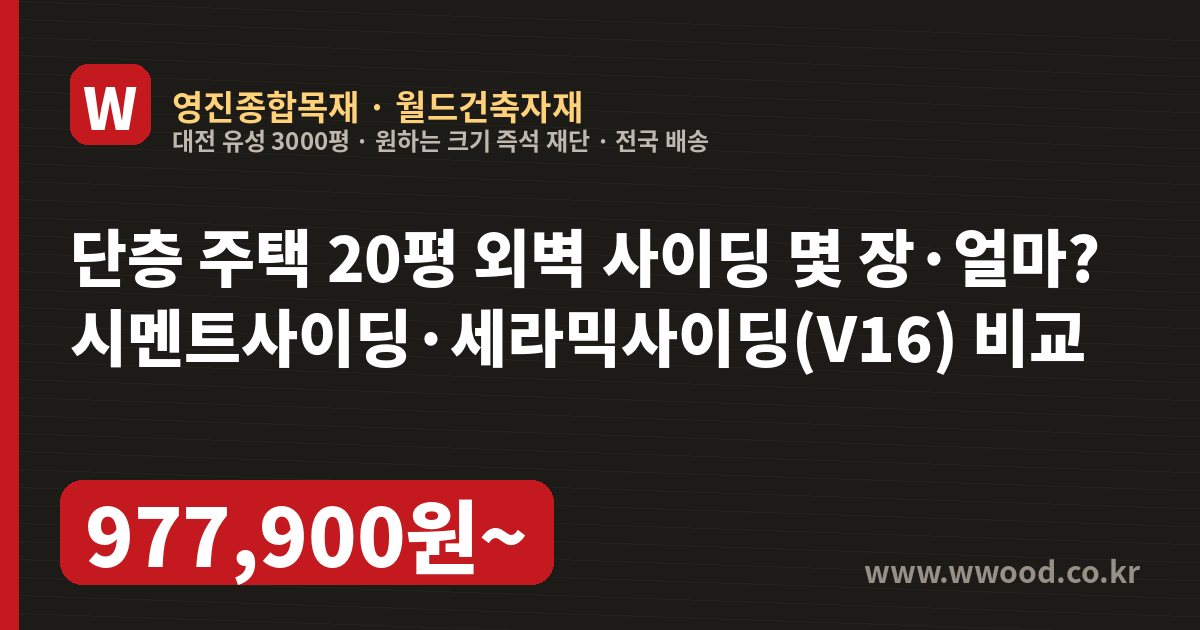 W
영진종합목재 · 월드건축자재
대전 유성 3000평 · 원하는 크기 즉석 재단 · 전국 배송
단층 주택 20평 외벽 사이딩 몇 장·얼마?
시멘트사이딩·세라믹사이딩(V16) 비교
977,900원~
www.wwood.co.kr